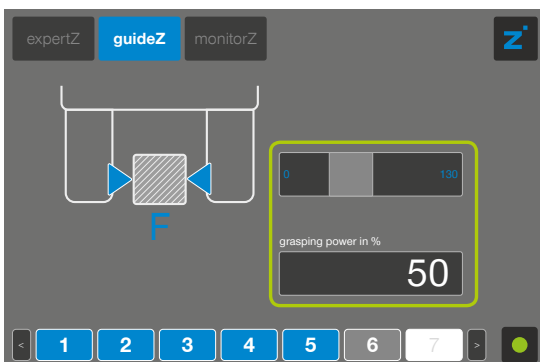 expertZ guideZ monitorZ z
F
0 130
grasping power in %
50
< 1 2 3 4 5 6 7 >